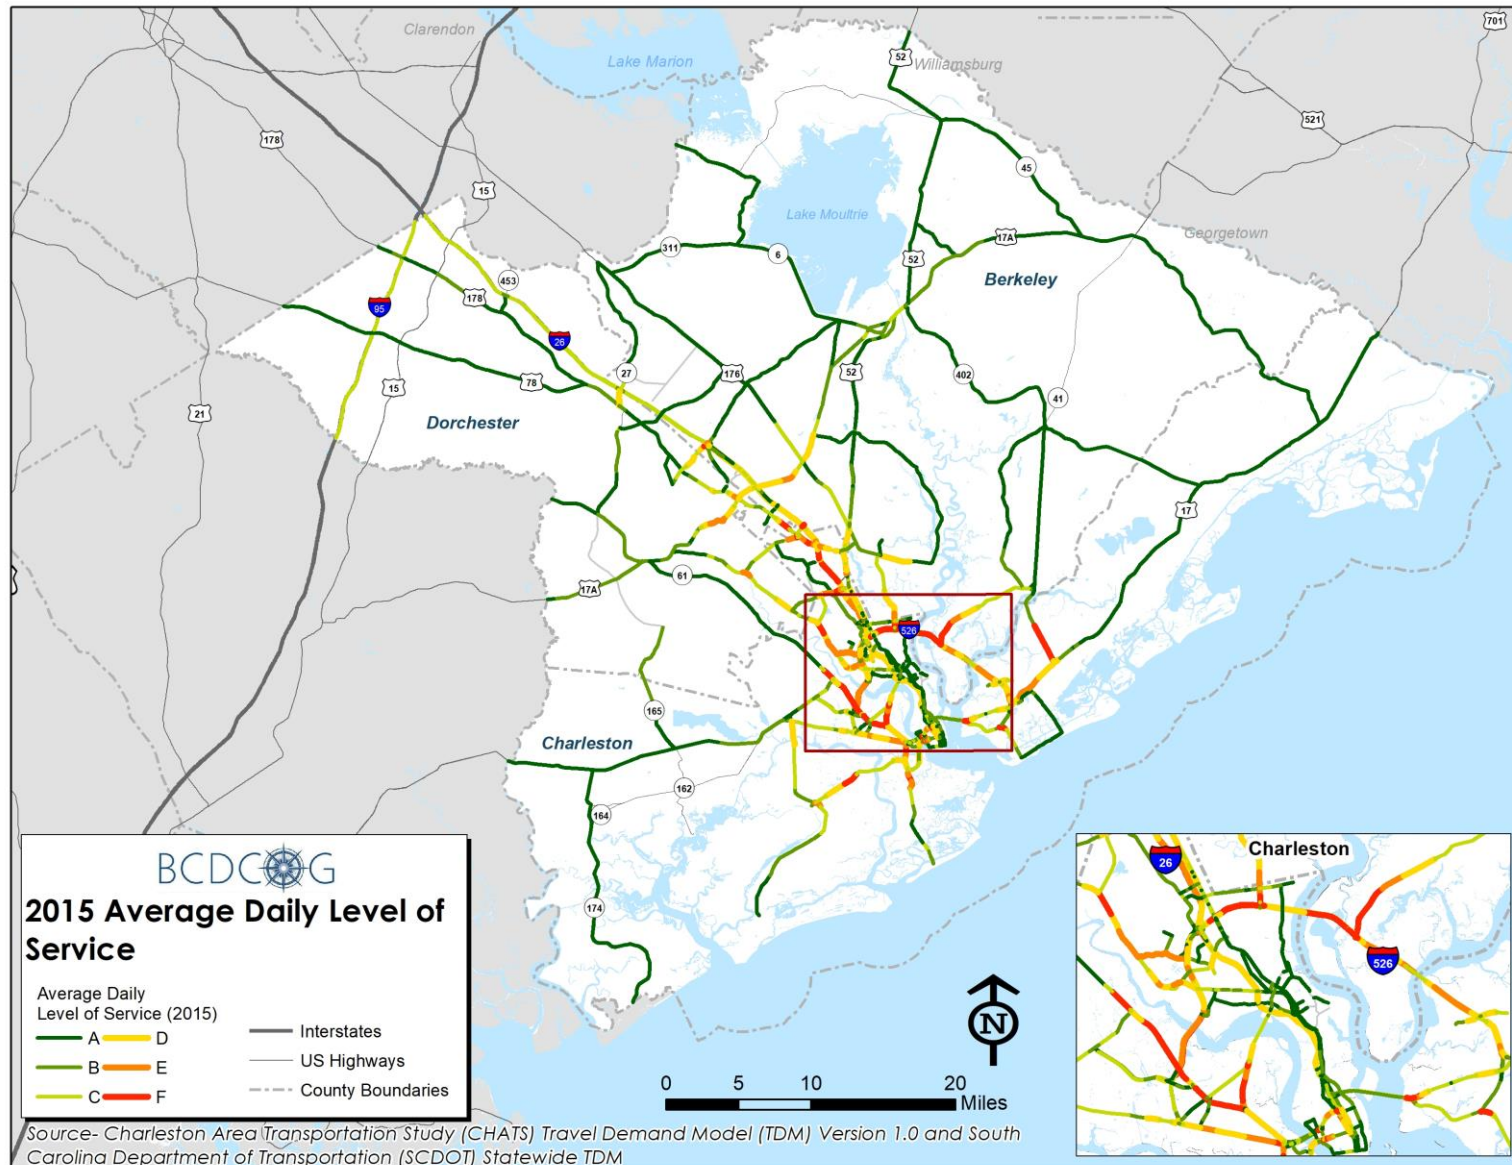 Clarendon
701
Lake Marion
52
Williamsburg
521
178
15
45
Lake Moultrie
17A
Georgetown
311
6
52
453
Berkeley
178
95
26
27
176
52
402
78
15
41
21
Dorchester
17
61
17A
526
165
Charleston
162
164
174
BCDCOG
2015 Average Daily Level of
Service
Average Daily
Level of Service (2015)
A D
B E
C F
Interstates
US Highways
County Boundaries
N
0 5 10 20
Miles
Charleston
26
526
Source- Charleston Area Transportation Study (CHATS) Travel Demand Model (TDM) Version 1.0 and South
Carolina Department of Transportation (SCDOT) Statewide TDM